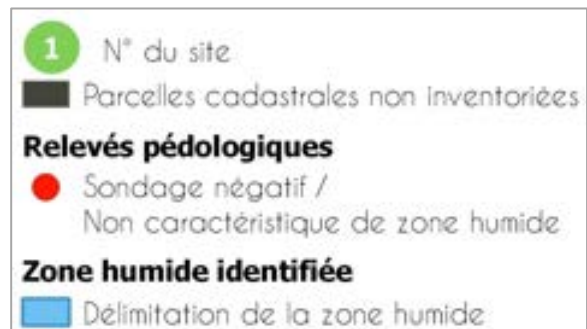 1 N° du site
Parcelles cadastrales non inventoriées
Relevés pédologiques
Sondage négatif /
Non caractéristique de zone humide
Zone humide identifiée
Délimitation de la zone humide